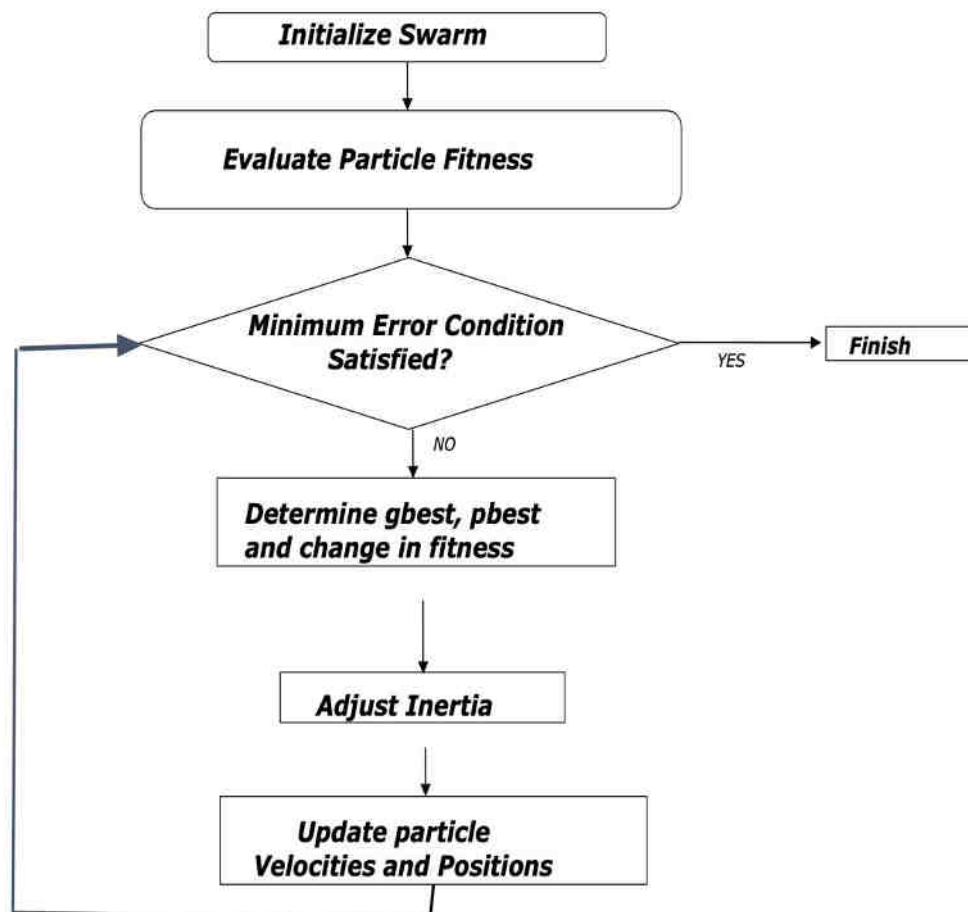 Initialize Swarm
Evaluate Particle Fitness
Minimum Error Condition
Satisfied?
YES
Finish
NO
Determine gbest, pbest
and change in fitness
Adjust Inertia
Update particle
Velocities and Positions